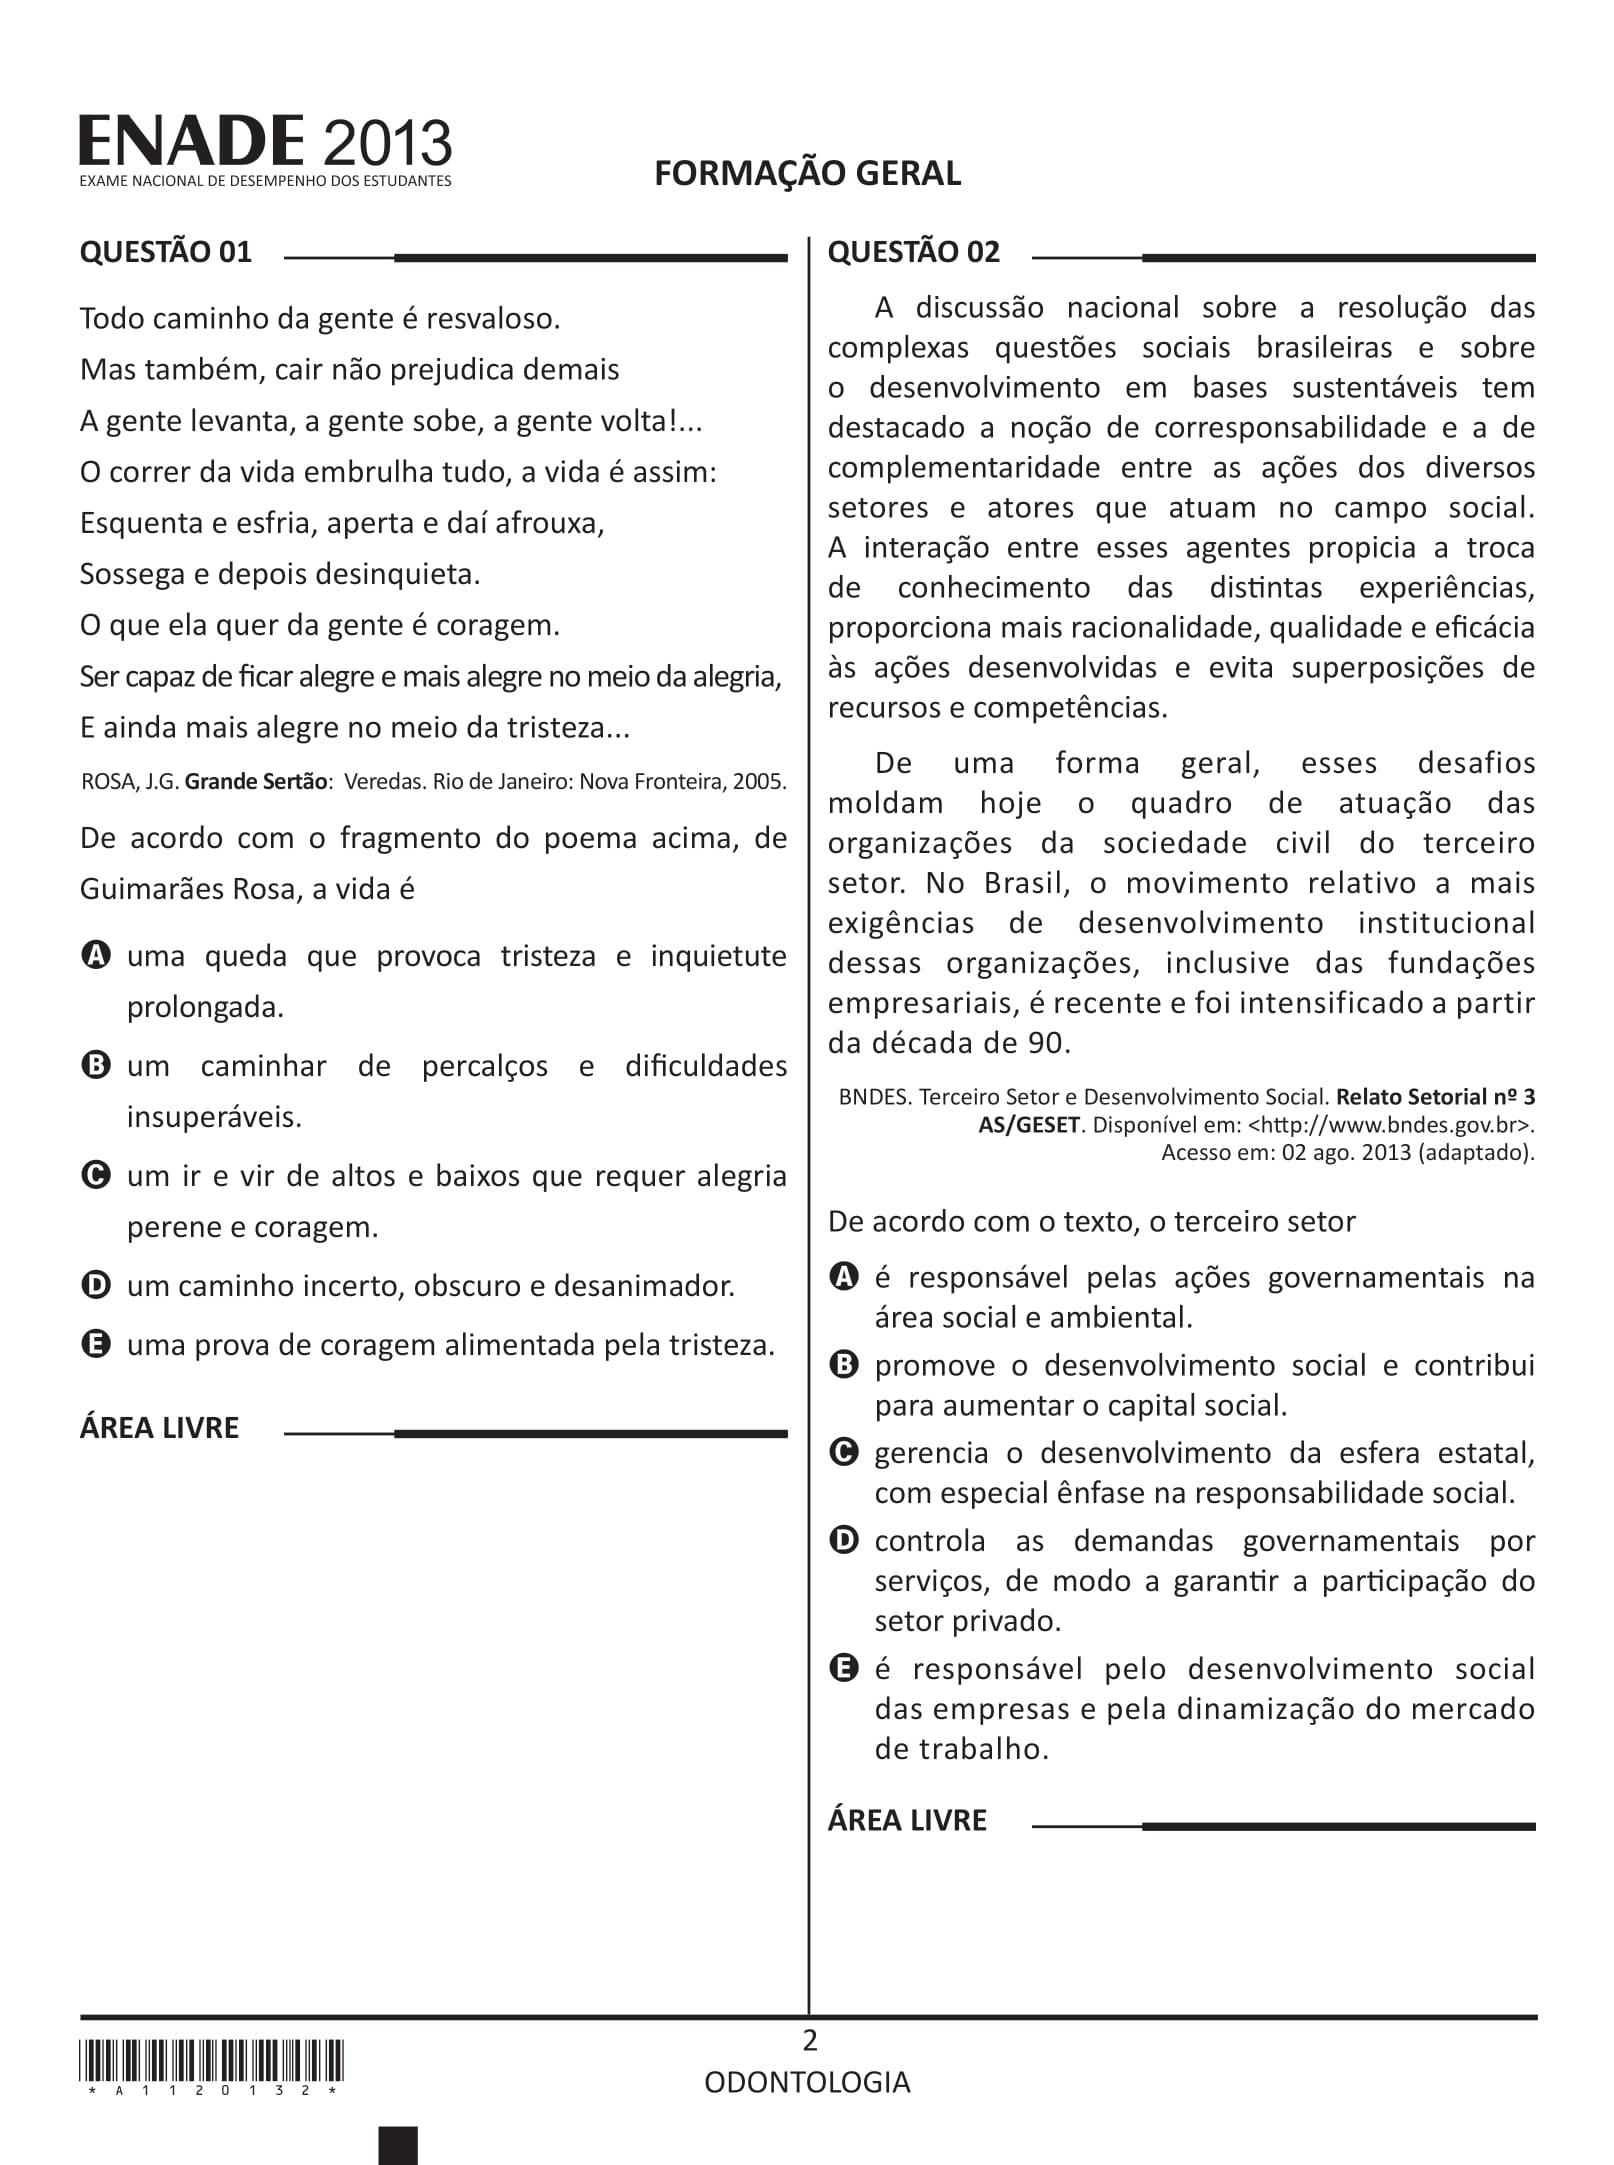 ENADE 2013
EXAME NACIONAL DE DESEMPENHO DOS ESTUDANTES
FORMAÇÃO GERAL
QUESTÃO 01
Todo caminho da gente é resvaloso.
Mas também, cair não prejudica demais
A gente levanta, a gente sobe, a gente volta!...
O correr da vida embrulha tudo, a vida é assim:
Esquenta e esfria, aperta e daí afrouxa,
Sossega e depois desinquieta.
O que ela quer da gente é coragem.
Ser capaz de ficar alegre e mais alegre no meio da alegria,
E ainda mais alegre no meio da tristeza...
ROSA, J.G. Grande Sertão: Veredas. Rio de Janeiro: Nova Fronteira, 2005.
De acordo com o fragmento do poema acima, de
Guimarães Rosa, a vida é
A uma queda que provoca tristeza e inquietute
prolongada.
B um caminhar de percalços e dificuldades
insuperáveis.
C um ir e vir de altos e baixos que requer alegria
perene e coragem.
D um caminho incerto, obscuro e desanimador.
E uma prova de coragem alimentada pela tristeza.
ÁREA LIVRE
QUESTÃO 02
A discussão nacional sobre a resolução das
complexas questões sociais brasileiras e sobre
o desenvolvimento em bases sustentáveis tem
destacado a noção de corresponsabilidade e a de
complementaridade entre as ações dos diversos
setores e atores que atuam no campo social.
A interação entre esses agentes propicia a troca
de conhecimento das distintas experiências,
proporciona mais racionalidade, qualidade e eficácia
às ações desenvolvidas e evita superposições de
recursos e competências.
De uma forma geral, esses desafios
moldam hoje o quadro de atuação das
organizações da sociedade civil do terceiro
setor. No Brasil, o movimento relativo a mais
exigências de desenvolvimento institucional
dessas organizações, inclusive das fundações
empresariais, é recente e foi intensificado a partir
da década de 90.
BNDES. Terceiro Setor e Desenvolvimento Social. Relato Setorial nº 3
AS/GESET. Disponível em: <http://www.bndes.gov.br>.
Acesso em: 02 ago. 2013 (adaptado).
De acordo com o texto, o terceiro setor
A é responsável pelas ações governamentais na
área social e ambiental.
B promove o desenvolvimento social e contribui
para aumentar o capital social.
C gerencia o desenvolvimento da esfera estatal,
com especial ênfase na responsabilidade social.
D controla as demandas governamentais por
serviços, de modo a garantir a participação do
setor privado.
E é responsável pelo desenvolvimento social
das empresas e pela dinamização do mercado
de trabalho.
ÁREA LIVRE
2
ODONTOLOGIA
*A1120132*